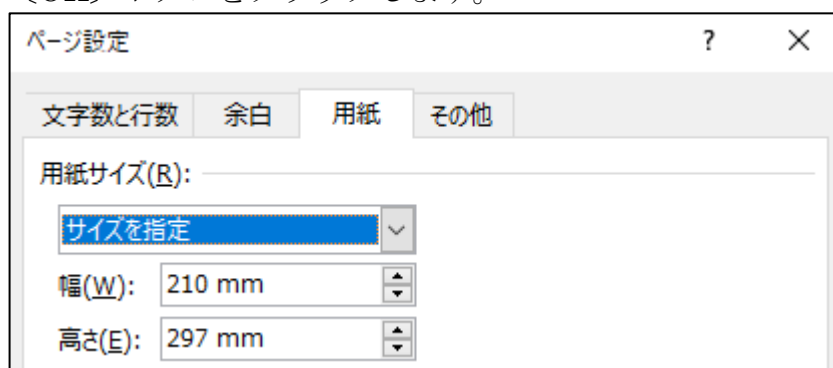 ページ設定 ? ×
文字数と行数 余白 用紙 その他
用紙サイズ(R):
サイズを指定
幅(W): 210 mm
高さ(E): 297 mm